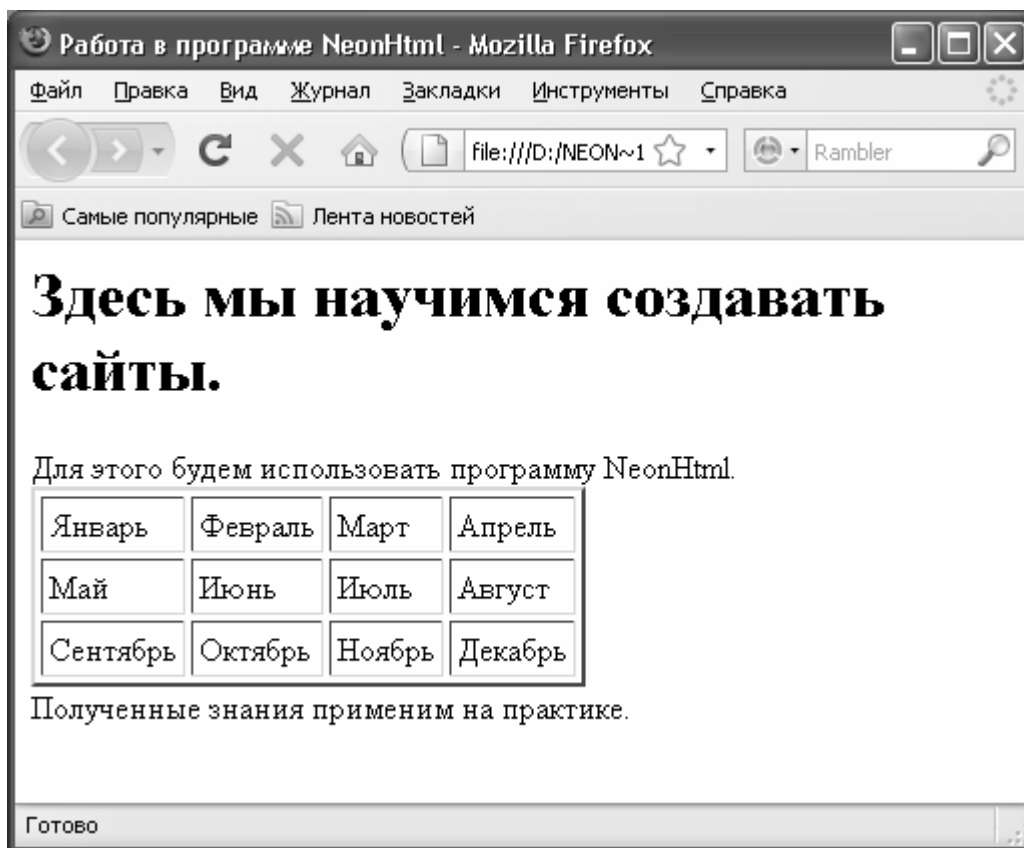 Работа в программе NeonHtml - Mozilla Firefox
Файл Правка Вид Журнал Закладки Инструменты Справка
file:///D:/NEON~1 Rambler
Самые популярные Лента новостей
Здесь мы научимся создавать
сайты.
Для этого будем использовать программу NeonHtml.
Январь Февраль Март Апрель
Май Июнь Июль Август
Сентябрь Октябрь Ноябрь Декабрь
Полученные знания применим на практике.
Готово